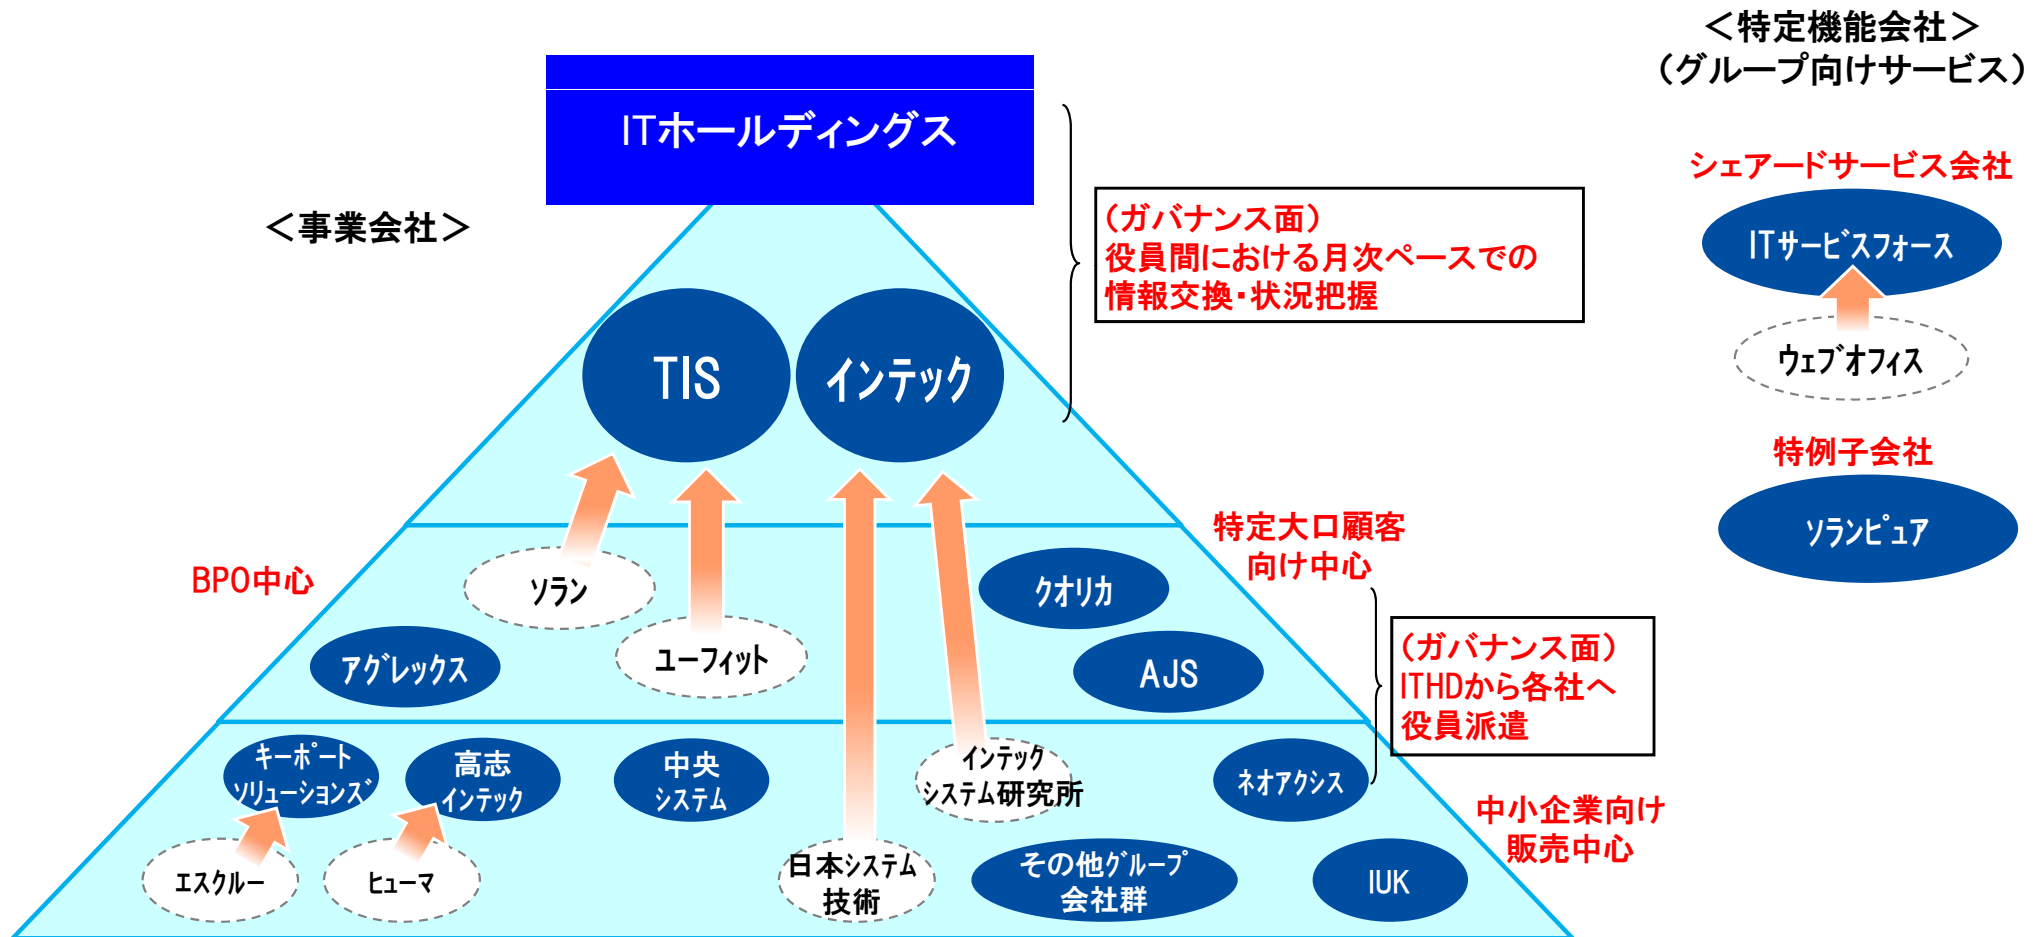 ＜特定機能会社＞
（グループ向けサービス）
ITホールディングス
シェアードサービス会社
＜事業会社＞
（ガバナンス面）
役員間における月次ペースでの
情報交換・状況把握
ITｻｰﾋﾞｽﾌｫｰｽ
ｳｪﾌﾞｵﾌｨｽ
TIS
ｲﾝﾃｯｸ
特例子会社
ｿﾗﾝﾋﾟｭｱ
特定大口顧客
向け中心
BPO中心
ｿﾗﾝ
ｸｵﾘｶ
ｱｸﾞﾚｯｸｽ
ﾕｰﾌｨｯﾄ
AJS
（ガバナンス面）
ITHDから各社へ
役員派遣
ｷｰﾎﾟｰﾄ
ｿﾘｭｰｼｮﾝｽﾞ
高志
ｲﾝﾃｯｸ
中央
ｼｽﾃﾑ
ｲﾝﾃｯｸ
ｼｽﾃﾑ研究所
ﾈｵｱｸｼｽ
中小企業向け
販売中心
ｴｽｸﾙｰ
ﾋｭｰﾏ
日本ｼｽﾃﾑ
技術
その他ｸﾞﾙｰﾌﾟ
会社群
IUK